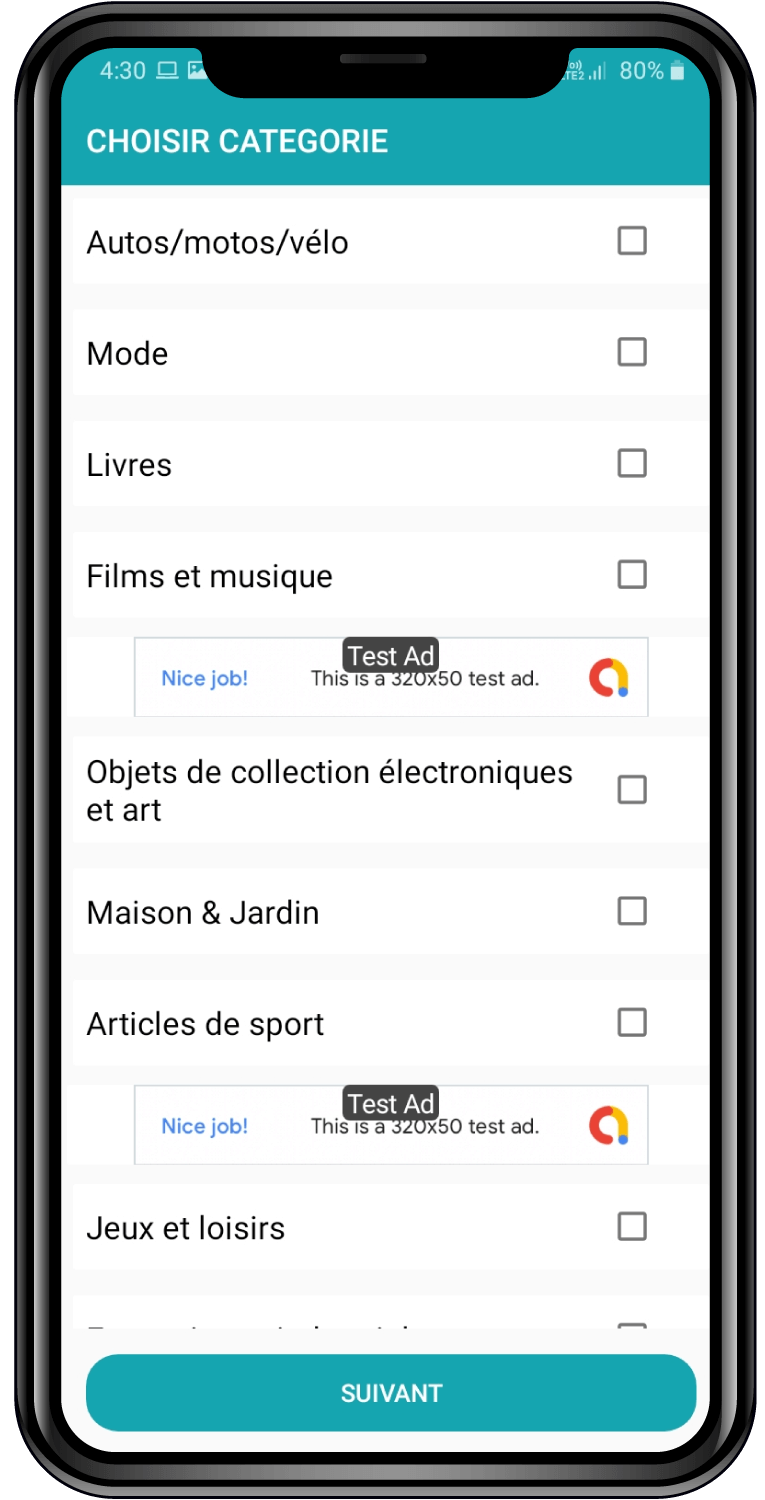 4:30 80%
CHOISIR CATEGORIE
Autos/motos/vélo
Mode
Livres
Films et musique
Test Ad
Nice job! This is a 320x50 test ad.
Objets de collection électroniques
et art
Maison & Jardin
Articles de sport
Test Ad
Nice job! This is a 320x50 test ad.
Jeux et loisirs
SUIVANT